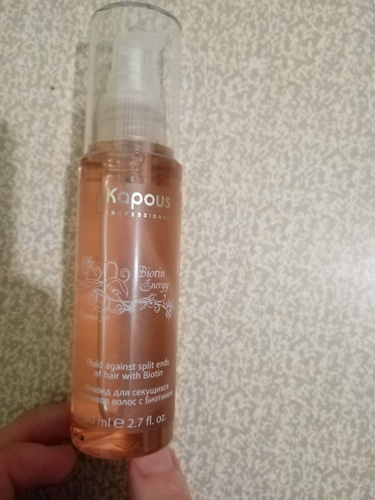 Kapous
PROFESSIONAL
Biotin
Energy
Fluid against split ends
of hair with Biotin
Флюид для секущихся
кончиков волос с биотином
ml ℮ 2.7 fl. oz.